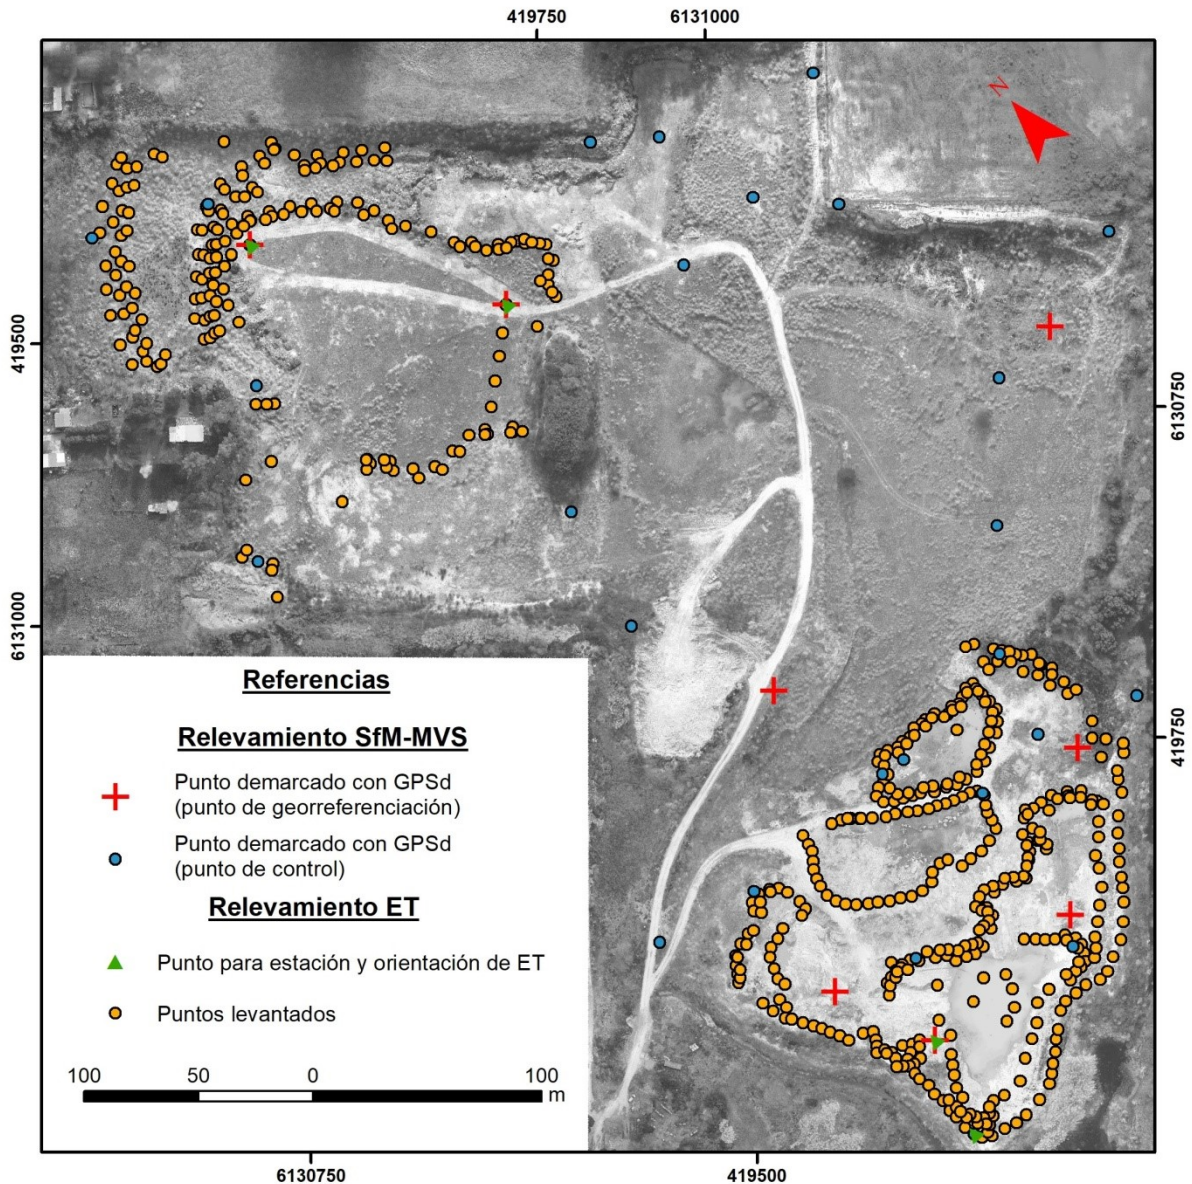 419750
6131000
N
419500
6130750
6131000
419750
Referencias
Relevamiento SfM-MVS
Punto demarcado con GPSd
(punto de georreferenciación)
Punto demarcado con GPSd
(punto de control)
Relevamiento ET
Punto para estación y orientación de ET
Puntos levantados
100 50 0 100
m
6130750
419500